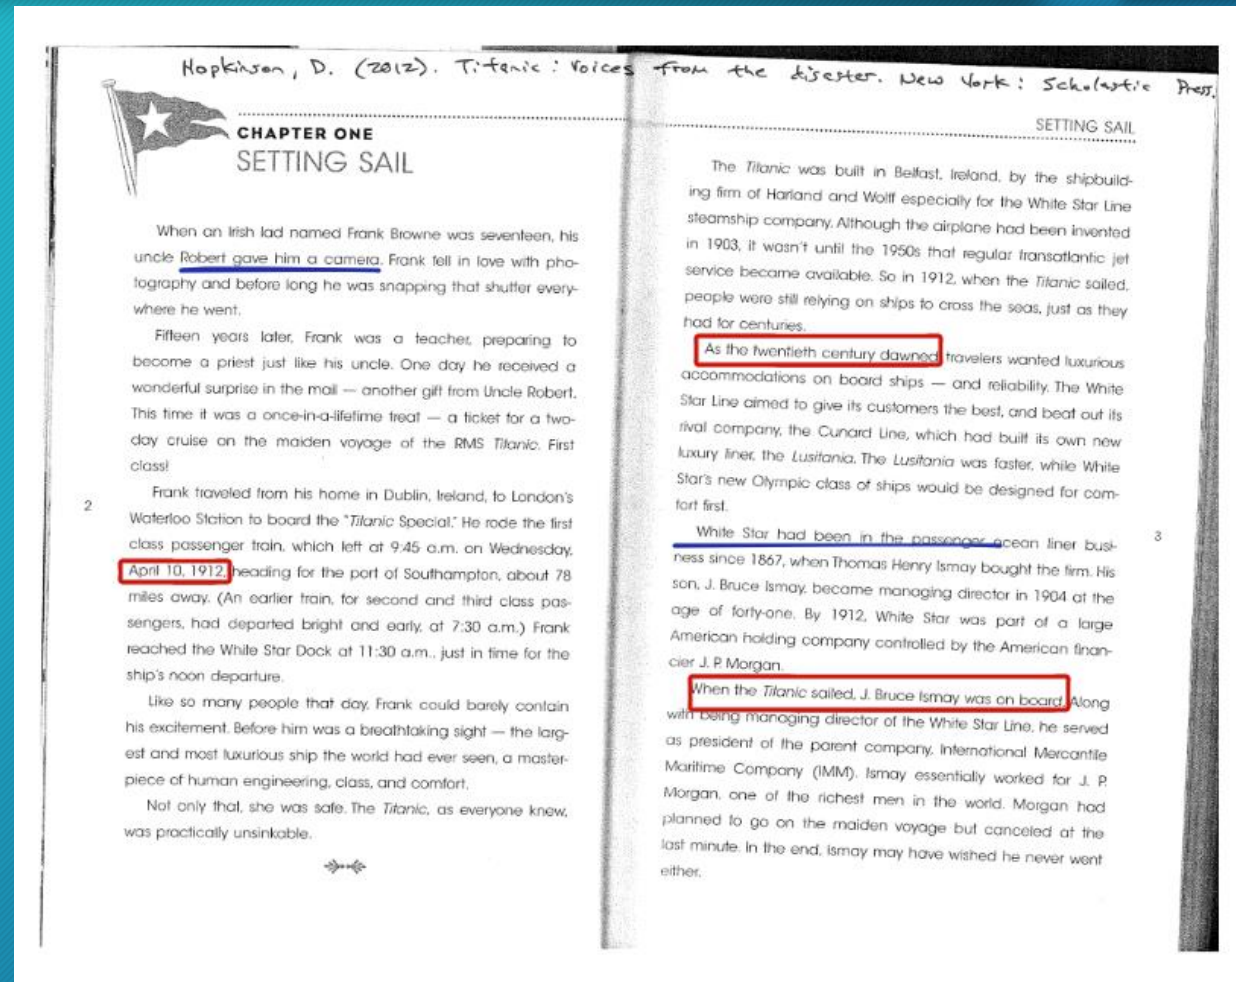 Hopkinson, D. (2012). Titanic: Voices from the disaster. New York: Scholastic Press.
CHAPTER ONE
SETTING SAIL
When an Irish lad named Frank Browne was seventeen, his
uncle Robert gave him a camera. Frank fell in love with pho-
tography and before long he was snapping that shutter every-
where he went.
Fifteen years later, Frank was a teacher, preparing to
become a priest just like his uncle. One day he received a
wonderful surprise in the mail — another gift from Uncle Robert.
This time it was a once-in-a-lifetime treat — a ticket for a two-
day cruise on the maiden voyage of the RMS Titanic. First
class!
Frank traveled from his home in Dublin, Ireland, to London's
Waterloo Station to board the "Titanic Special." He rode the first
class passenger train, which left at 9:45 a.m. on Wednesday,
April 10, 1912, heading for the port of Southampton, about 78
miles away. (An earlier train, for second and third class pas-
sengers, had departed bright and early, at 7:30 a.m.) Frank
reached the White Star Dock at 11:30 a.m., just in time for the
ship's noon departure.
Like so many people that day, Frank could barely contain
his excitement. Before him was a breathtaking sight — the larg-
est and most luxurious ship the world had ever seen, a master-
piece of human engineering, class, and comfort.
Not only that, she was safe. The Titanic, as everyone knew,
was practically unsinkable.
2
SETTING SAIL
The Titanic was built in Belfast, Ireland, by the shipbuild-
ing firm of Harland and Wolff especially for the White Star Line
steamship company. Although the airplane had been invented
in 1903, it wasn't until the 1950s that regular transatlantic jet
service became available. So in 1912, when the Titanic sailed,
people were still relying on ships to cross the seas, just as they
had for centuries.
As the twentieth century dawned, travelers wanted luxurious
accommodations on board ships — and reliability. The White
Star Line aimed to give its customers the best, and beat out its
rival company, the Cunard Line, which had built its own new
luxury liner, the Lusitania. The Lusitania was faster, while White
Star's new Olympic class of ships would be designed for com-
fort first.
White Star had been in the passenger ocean liner busi-
ness since 1867, when Thomas Henry Ismay bought the firm. His
son, J. Bruce Ismay, became managing director in 1904 at the
age of forty-one. By 1912, White Star was part of a large
American holding company controlled by the American finan-
cier J. P. Morgan.
When the Titanic sailed, J. Bruce Ismay was on board. Along
with being managing director of the White Star Line, he served
as president of the parent company, International Mercantile
Maritime Company (IMM). Ismay essentially worked for J. P.
Morgan, one of the richest men in the world. Morgan had
planned to go on the maiden voyage but canceled at the
last minute. In the end, Ismay may have wished he never went
either.
3